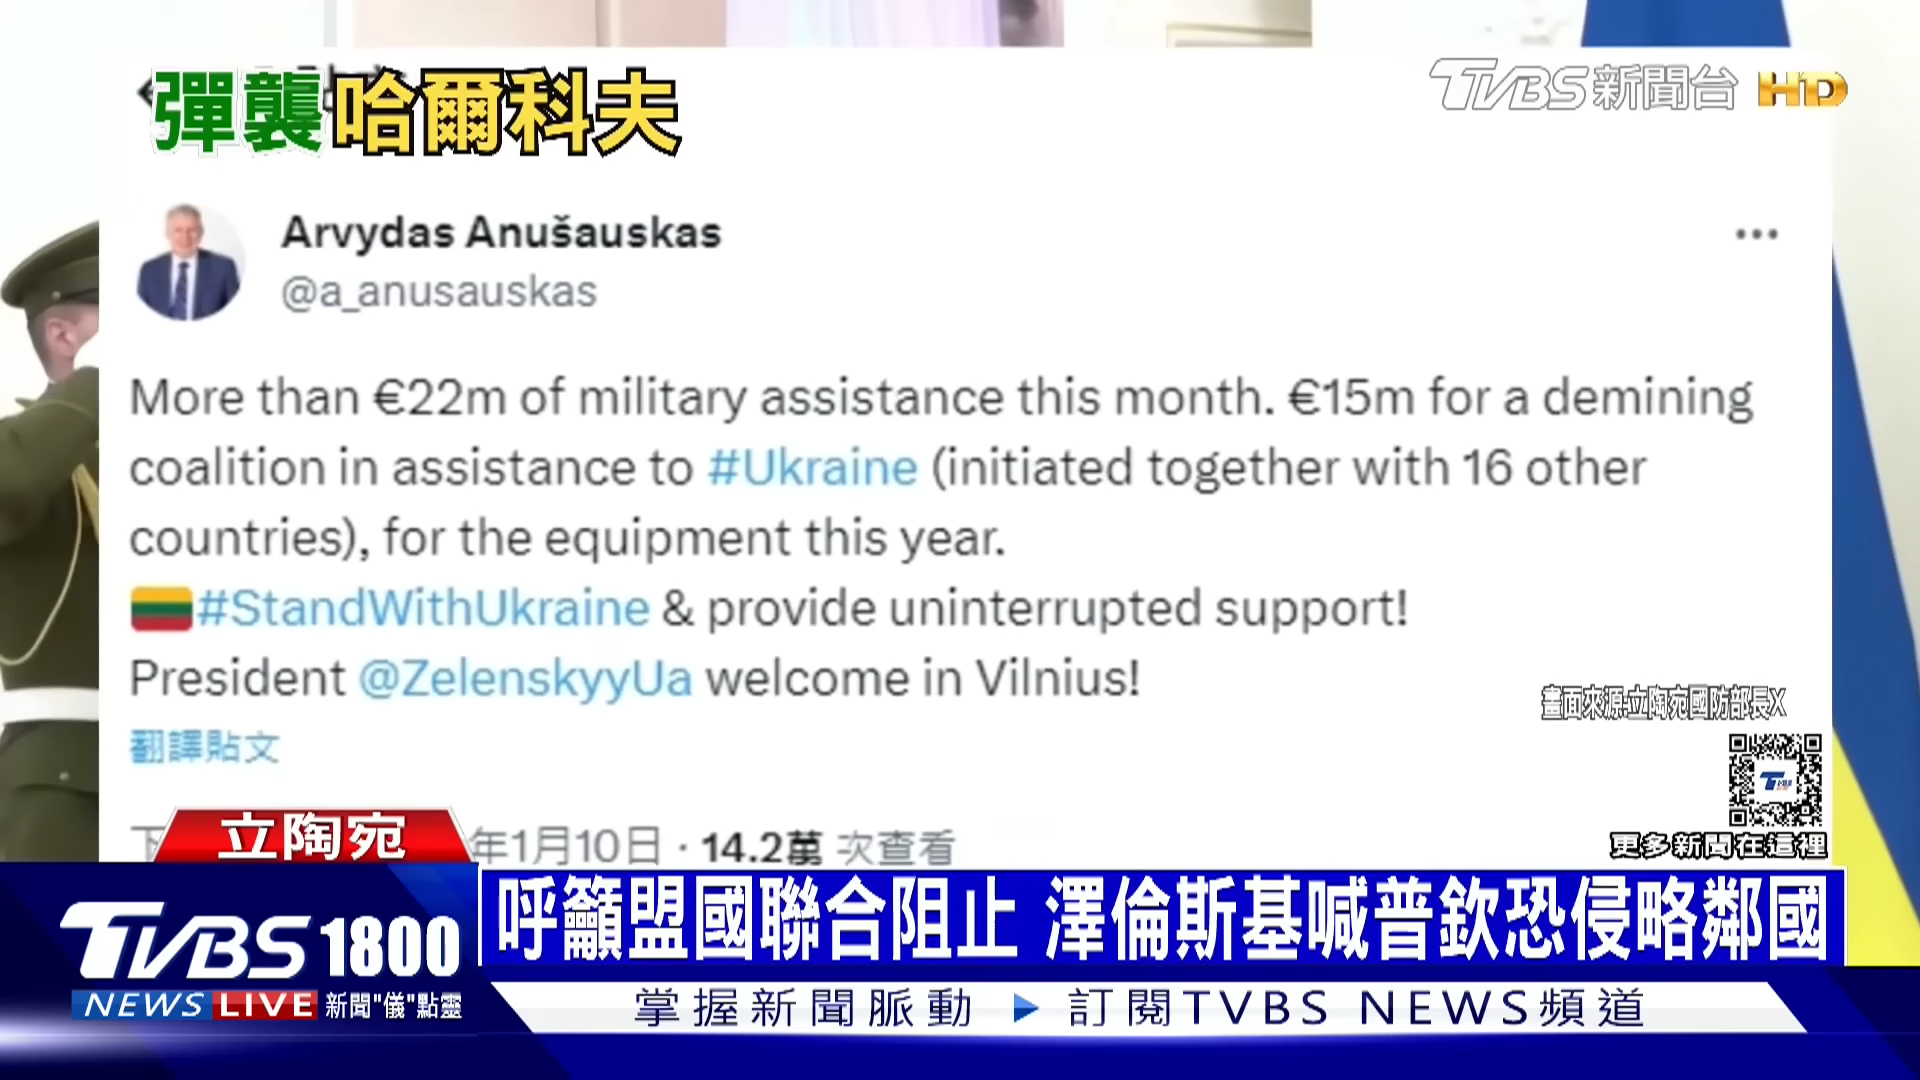 彈襲哈爾科夫
TVBS新聞台 HD
Arvydas Anušauskas
@a_anusauskas
More than €22m of military assistance this month. €15m for a demining
coalition in assistance to #Ukraine (initiated together with 16 other
countries), for the equipment this year.
#StandWithUkraine & provide uninterrupted support!
President @ZelenskyyUa welcome in Vilnius!
翻譯貼文
畫面來源:立陶宛國防部長X
TVBS
更多新聞在這裡
年1月10日 · 14.2萬 次查看
立陶宛
呼籲盟國聯合阻止 澤倫斯基喊普欽恐侵略鄰國
TVBS 1800
NEWS LIVE 新聞"儀"點靈
掌握新聞脈動 ▶ 訂閱TVBS NEWS頻道